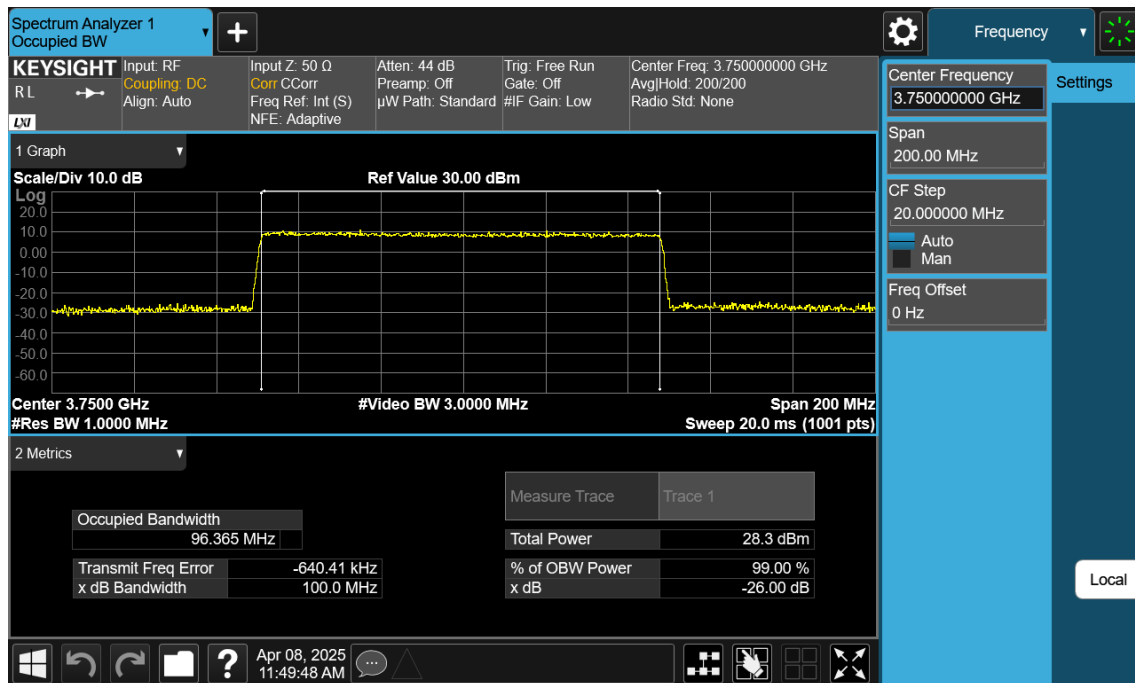 Spectrum Analyzer 1
Occupied BW
Frequency
KEYSIGHT
R L
LXI
Input: RF
Coupling: DC
Align: Auto
Input Z: 50 Ω
Corr CCorr
Freq Ref: Int (S)
NFE: Adaptive
Atten: 44 dB
Preamp: Off
µW Path: Standard
Trig: Free Run
Gate: Off
#IF Gain: Low
Center Freq: 3.750000000 GHz
Avg|Hold: 200/200
Radio Std: None
1 Graph
Scale/Div 10.0 dB
Ref Value 30.00 dBm
Log
20.0
10.0
0.00
-10.0
-20.0
-30.0
-40.0
-50.0
-60.0
Center 3.7500 GHz
#Video BW 3.0000 MHz
Span 200 MHz
#Res BW 1.0000 MHz
Sweep 20.0 ms (1001 pts)
2 Metrics
Measure Trace
Trace 1
Occupied Bandwidth
96.365 MHz
Total Power
28.3 dBm
Transmit Freq Error
-640.41 kHz
% of OBW Power
99.00 %
x dB Bandwidth
100.0 MHz
x dB
-26.00 dB
Center Frequency
3.750000000 GHz
Settings
Span
200.00 MHz
CF Step
20.000000 MHz
Auto
Man
Freq Offset
0 Hz
Local
?
Apr 08, 2025
11:49:48 AM